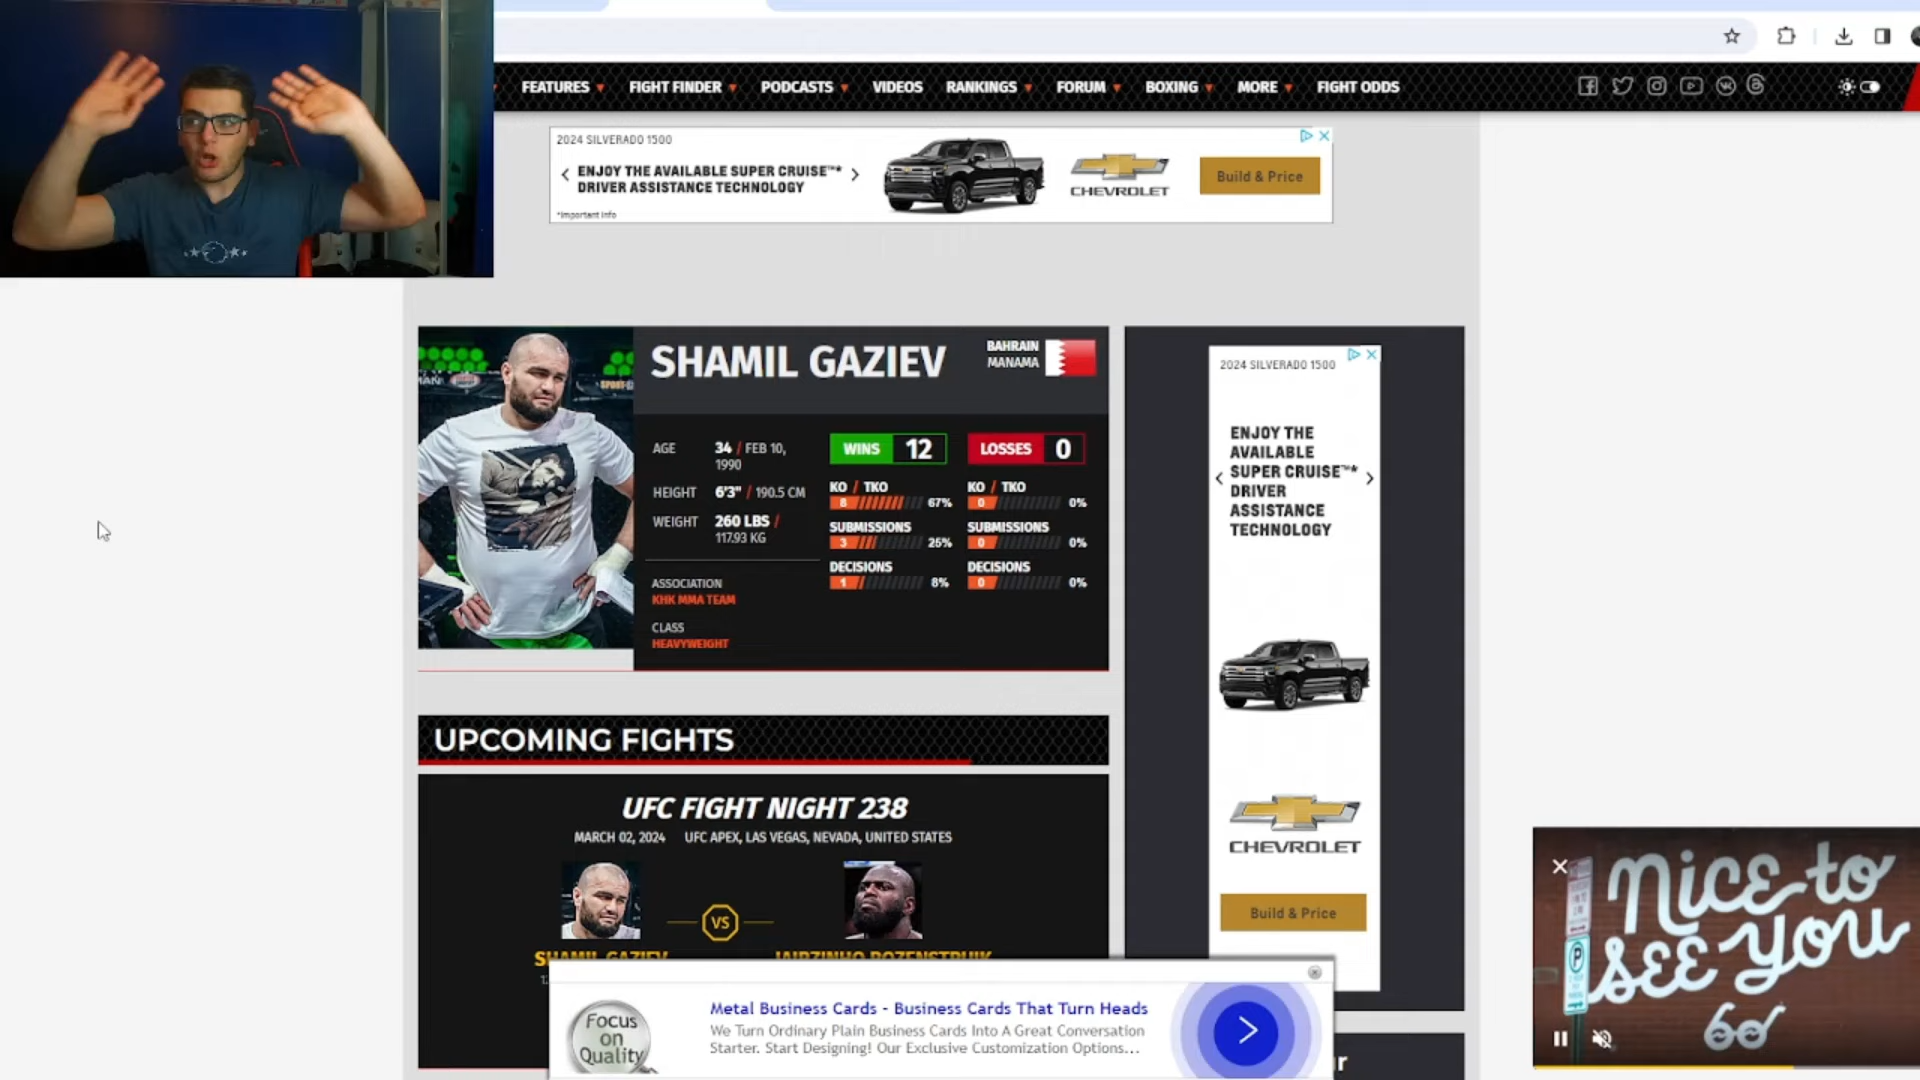 FEATURES FIGHT FINDER PODCASTS VIDEOS RANKINGS FORUM BOXING MORE FIGHT ODDS
2024 SILVERADO 1500
ENJOY THE AVAILABLE SUPER CRUISE™*
DRIVER ASSISTANCE TECHNOLOGY
*Important Info
CHEVROLET
Build & Price
SHAMIL GAZIEV
BAHRAIN
MANAMA
AGE 34 / FEB 10, 1990
HEIGHT 6'3" / 190.5 CM
WEIGHT 260 LBS / 117.93 KG
ASSOCIATION
KHK MMA TEAM
CLASS
HEAVYWEIGHT
WINS 12
KO / TKO
8 67%
SUBMISSIONS
3 25%
DECISIONS
1 8%
LOSSES 0
KO / TKO
0 0%
SUBMISSIONS
0 0%
DECISIONS
0 0%
2024 SILVERADO 1500
ENJOY THE
AVAILABLE
SUPER CRUISE™*
DRIVER
ASSISTANCE
TECHNOLOGY
CHEVROLET
Build & Price
UPCOMING FIGHTS
UFC FIGHT NIGHT 238
MARCH 02, 2024 UFC APEX, LAS VEGAS, NEVADA, UNITED STATES
VS
SHAMIL GAZIEV JAIRZINHO ROZENSTRUIK
Focus
on
Quality
Metal Business Cards - Business Cards That Turn Heads
We Turn Ordinary Plain Business Cards Into A Great Conversation
Starter. Start Designing! Our Exclusive Customization Options...
nice to
see you